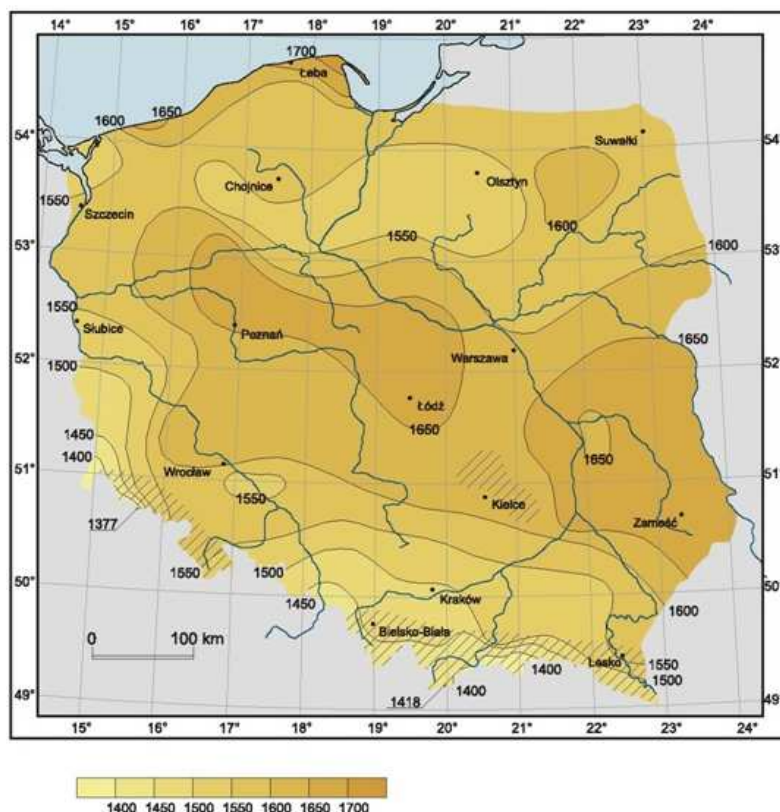 14° 15° 16° 17° 18° 19° 20° 21° 22° 23° 24°
1700
Łeba
1650
1600
54° 54°
Suwałki
Chojnice
Olsztyn
1550
Szczecin
1600
53° 1550 1600 53°
1550
Słubice
Poznań
1650
Warszawa
52° 1500 52°
Łódź
1650
1450
1400
1650
51° Wrocław 51°
1550
Kielce
1377
Zamość
1550 1500
50° 50°
1450
Kraków
1600
0 100 km
Bielsko-Biała
Lesko
1550
1400
1500
1400
1418
49° 49°
15° 16° 17° 18° 19° 20° 21° 22° 23° 24°
1400 1450 1500 1550 1600 1650 1700